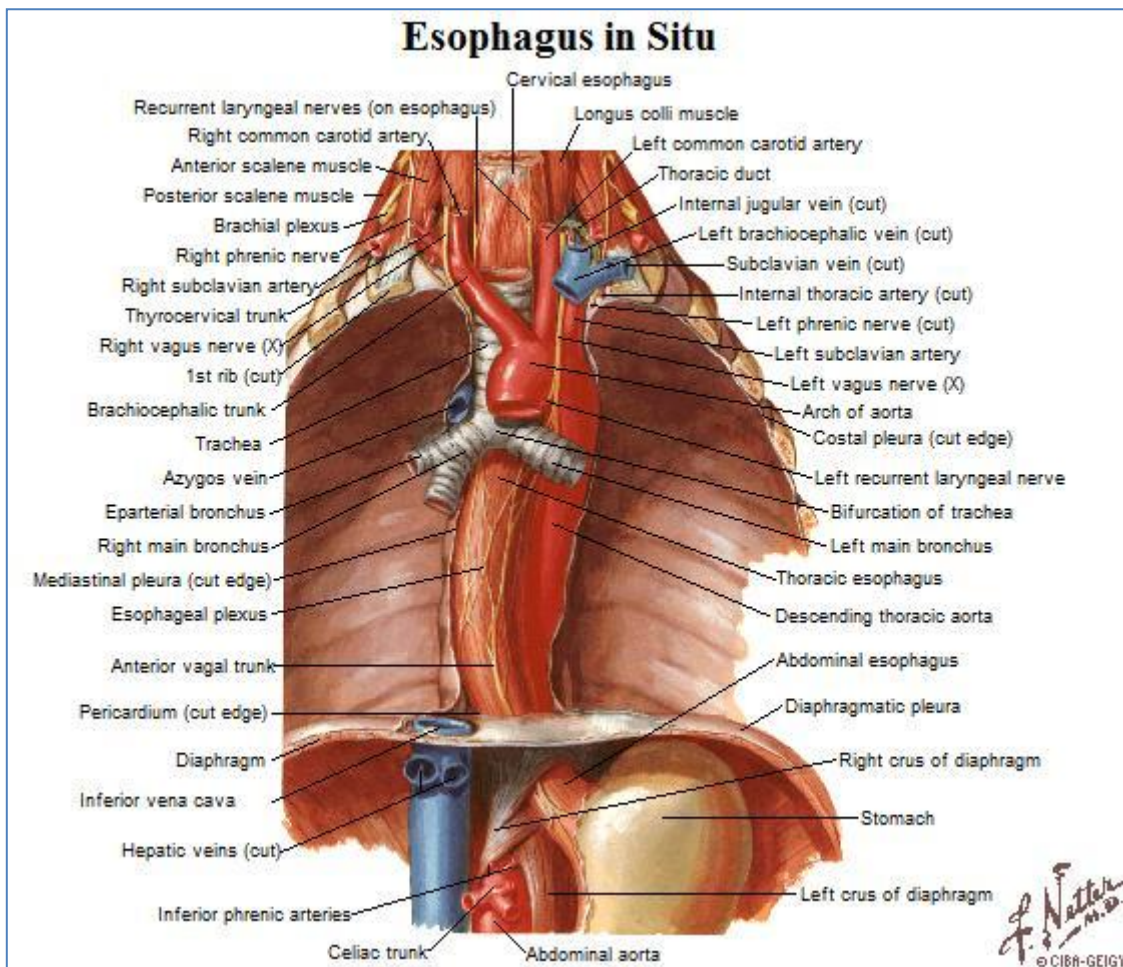 Esophagus in Situ
Cervical esophagus
Recurrent laryngeal nerves (on esophagus)
Longus colli muscle
Right common carotid artery
Left common carotid artery
Anterior scalene muscle
Thoracic duct
Posterior scalene muscle
Internal jugular vein (cut)
Brachial plexus
Left brachiocephalic vein (cut)
Right phrenic nerve
Subclavian vein (cut)
Right subclavian artery
Internal thoracic artery (cut)
Thyrocervical trunk
Left phrenic nerve (cut)
Right vagus nerve (X)
Left subclavian artery
1st rib (cut)
Left vagus nerve (X)
Brachiocephalic trunk
Arch of aorta
Trachea
Costal pleura (cut edge)
Azygos vein
Left recurrent laryngeal nerve
Eparterial bronchus
Bifurcation of trachea
Right main bronchus
Left main bronchus
Mediastinal pleura (cut edge)
Thoracic esophagus
Esophageal plexus
Descending thoracic aorta
Anterior vagal trunk
Abdominal esophagus
Pericardium (cut edge)
Diaphragmatic pleura
Diaphragm
Right crus of diaphragm
Inferior vena cava
Stomach
Hepatic veins (cut)
Left crus of diaphragm
Inferior phrenic arteries
Celiac trunk
Abdominal aorta
F. Netter
M.D.
© CIBA-GEIGY